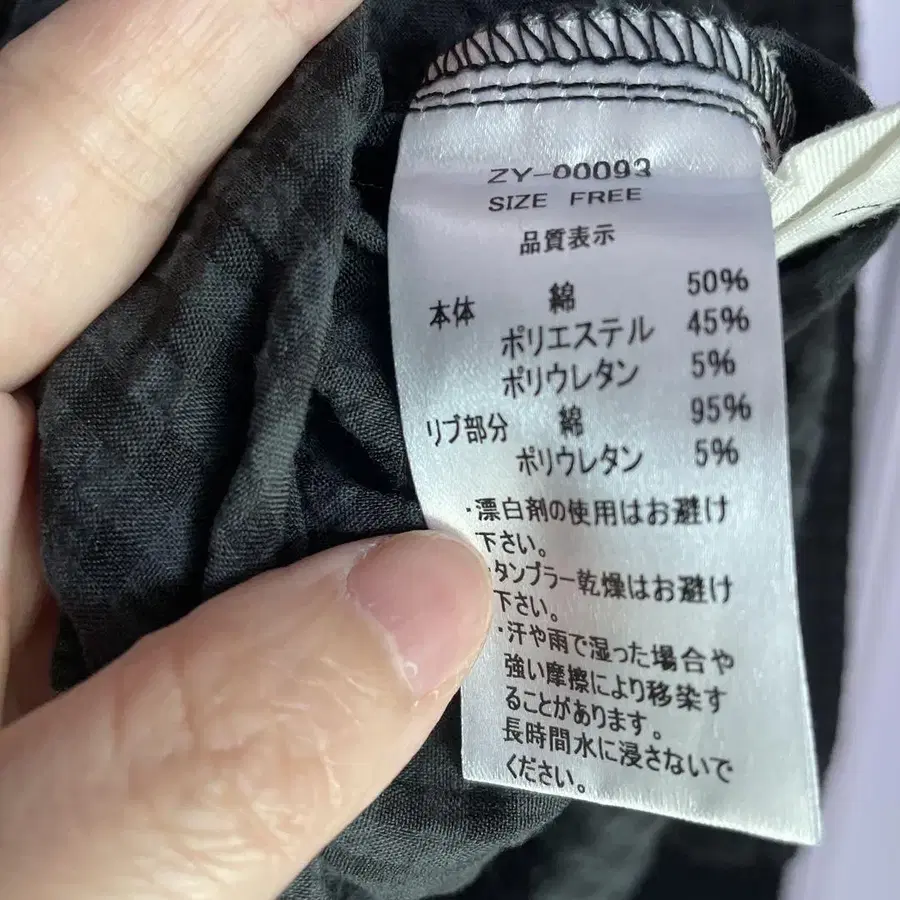 ZY-00093
SIZE FREE
品質表示
本体 綿 50%
ポリエステル 45%
ポリウレタン 5%
リブ部分 綿 95%
ポリウレタン 5%
・漂白剤の使用はお避け
下さい。
・タンブラー乾燥はお避け
下さい。
・汗や雨で湿った場合や
強い摩擦により移染す
ることがあります。
長時間水に浸さないで
ください。